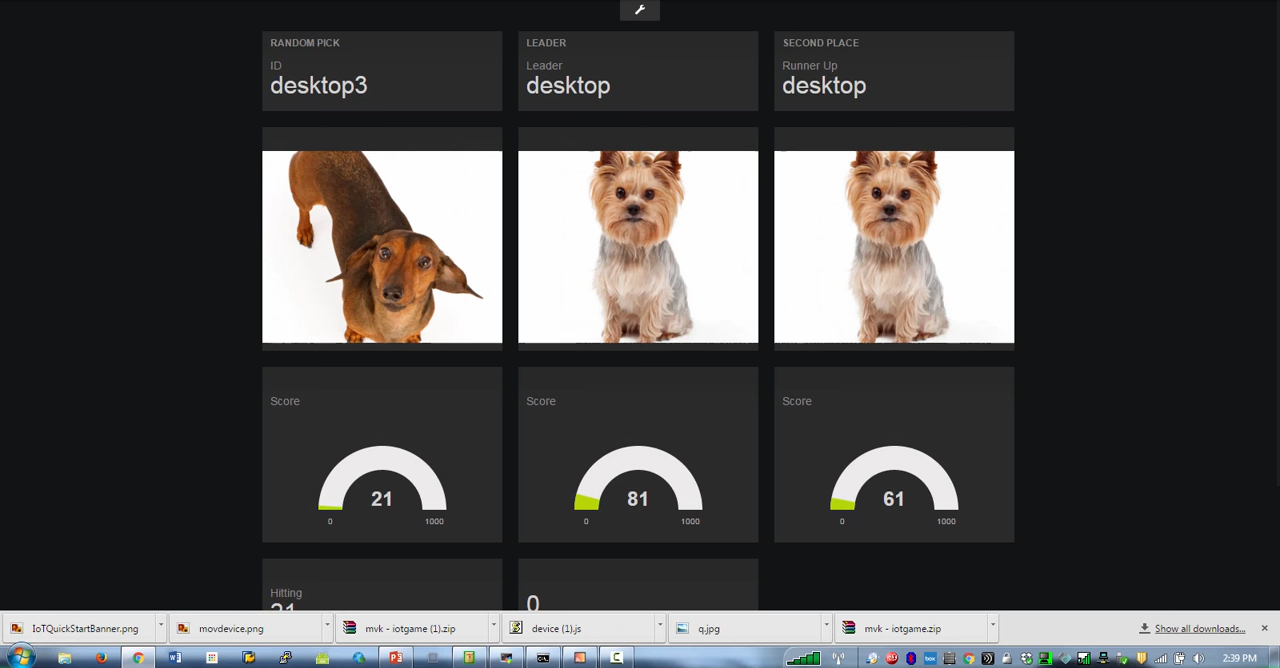 RANDOM PICK
ID
desktop3
LEADER
Leader
desktop
SECOND PLACE
Runner Up
desktop
Score
21
0 1000
Score
81
0 1000
Score
61
0 1000
Hitting
21
0
IoTQuickStartBanner.png
movdevice.png
mvk - iotgame (1).zip
device (1).js
q.jpg
mvk - iotgame.zip
Show all downloads...
2:39 PM